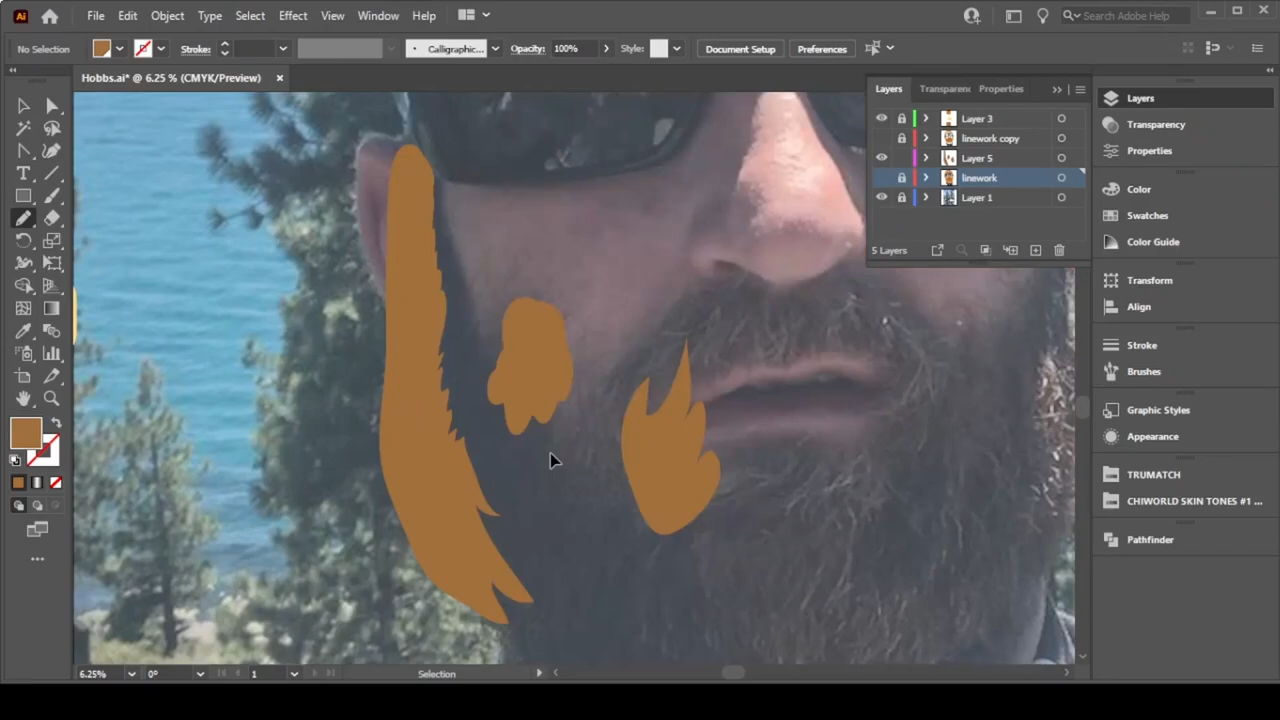 Ai File Edit Object Type Select Effect View Window Help Search Adobe Help
No Selection Stroke: Calligraphic... Opacity: 100% Style: Document Setup Preferences
Hobbs.ai* @ 6.25 % (CMYK/Preview) ×
Layers Transparenc Properties
Layer 3
linework copy
Layer 5
linework
Layer 1
5 Layers
Layers
Transparency
Properties
Color
Swatches
Color Guide
Transform
Align
Stroke
Brushes
Graphic Styles
Appearance
TRUMATCH
CHIWORLD SKIN TONES #1 ...
Pathfinder
6.25% 0° 1 Selection